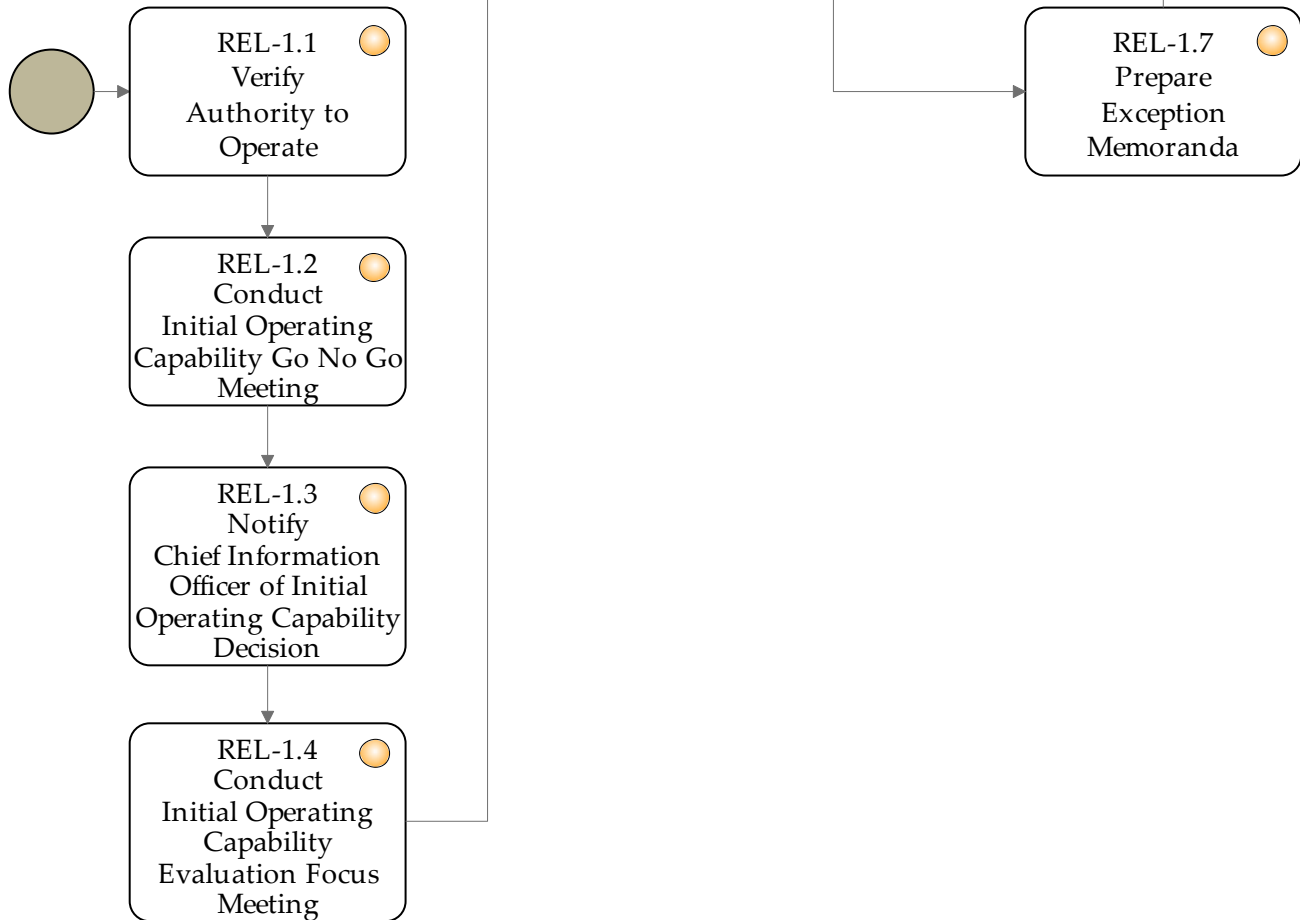 REL-1.1
Verify
Authority to
Operate
REL-1.2
Conduct
Initial Operating
Capability Go No Go
Meeting
REL-1.3
Notify
Chief Information
Officer of Initial
Operating Capability
Decision
REL-1.4
Conduct
Initial Operating
Capability
Evaluation Focus
Meeting
REL-1.7
Prepare
Exception
Memoranda